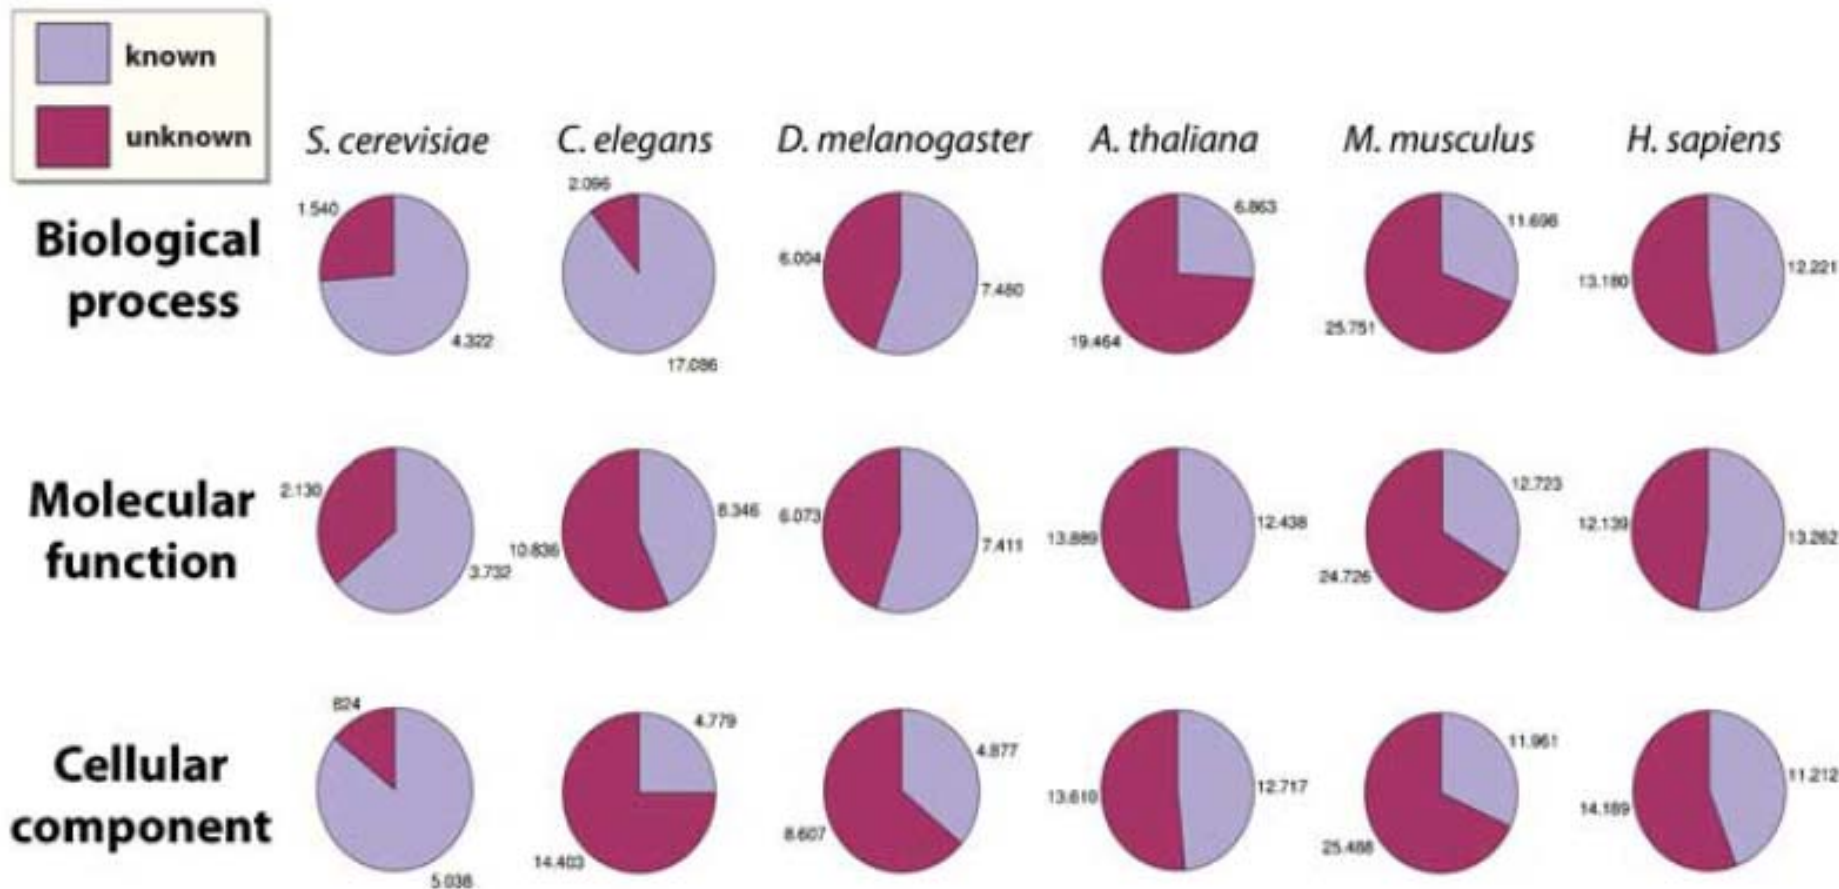 known
unknown
S. cerevisiae C. elegans D. melanogaster A. thaliana M. musculus H. sapiens
Biological
process
1.540 4.322 2.096 17.086 6.004 7.480 19.464 6.863 25.751 11.698 13.180 12.221
Molecular
function
2.130 3.732 10.836 8.346 6.073 7.411 13.889 12.438 24.726 12.723 12.139 13.262
Cellular
component
824 5.038 14.403 4.779 8.607 4.877 13.610 12.717 25.488 11.961 14.189 11.212